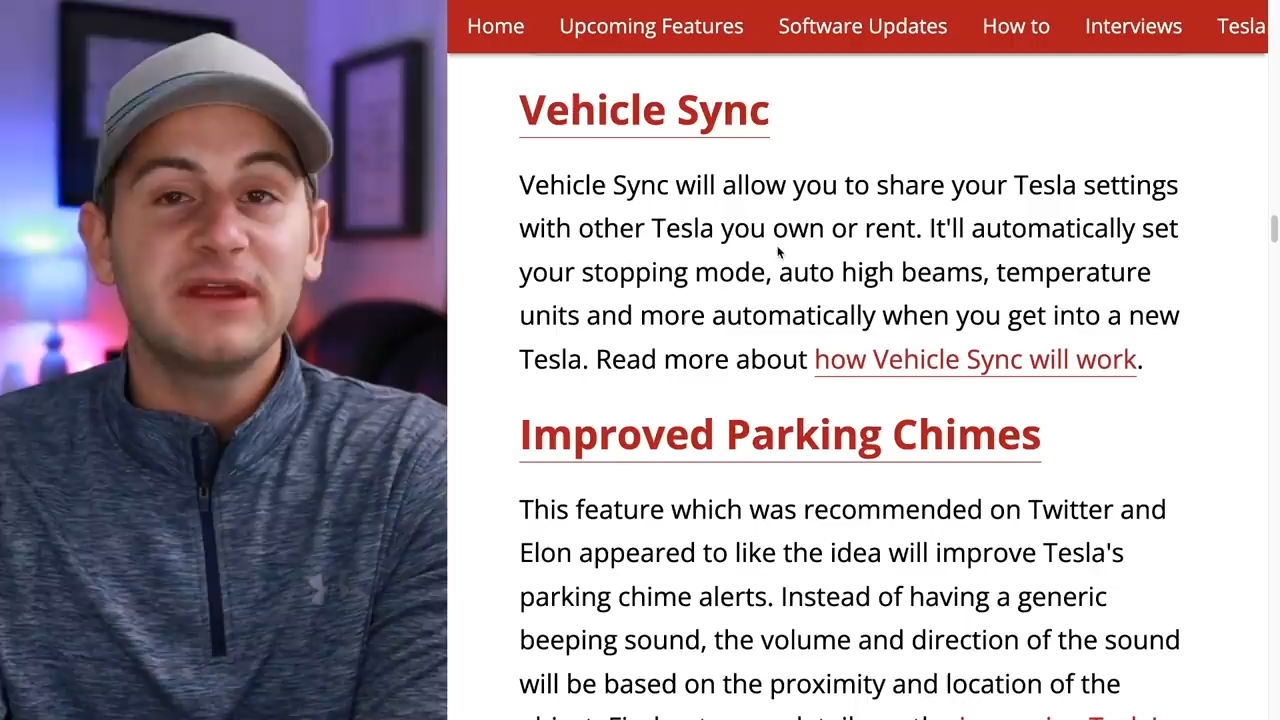 Home Upcoming Features Software Updates How to Interviews Tesla
Vehicle Sync
Vehicle Sync will allow you to share your Tesla settings
with other Tesla you own or rent. It'll automatically set
your stopping mode, auto high beams, temperature
units and more automatically when you get into a new
Tesla. Read more about how Vehicle Sync will work.
Improved Parking Chimes
This feature which was recommended on Twitter and
Elon appeared to like the idea will improve Tesla's
parking chime alerts. Instead of having a generic
beeping sound, the volume and direction of the sound
will be based on the proximity and location of the